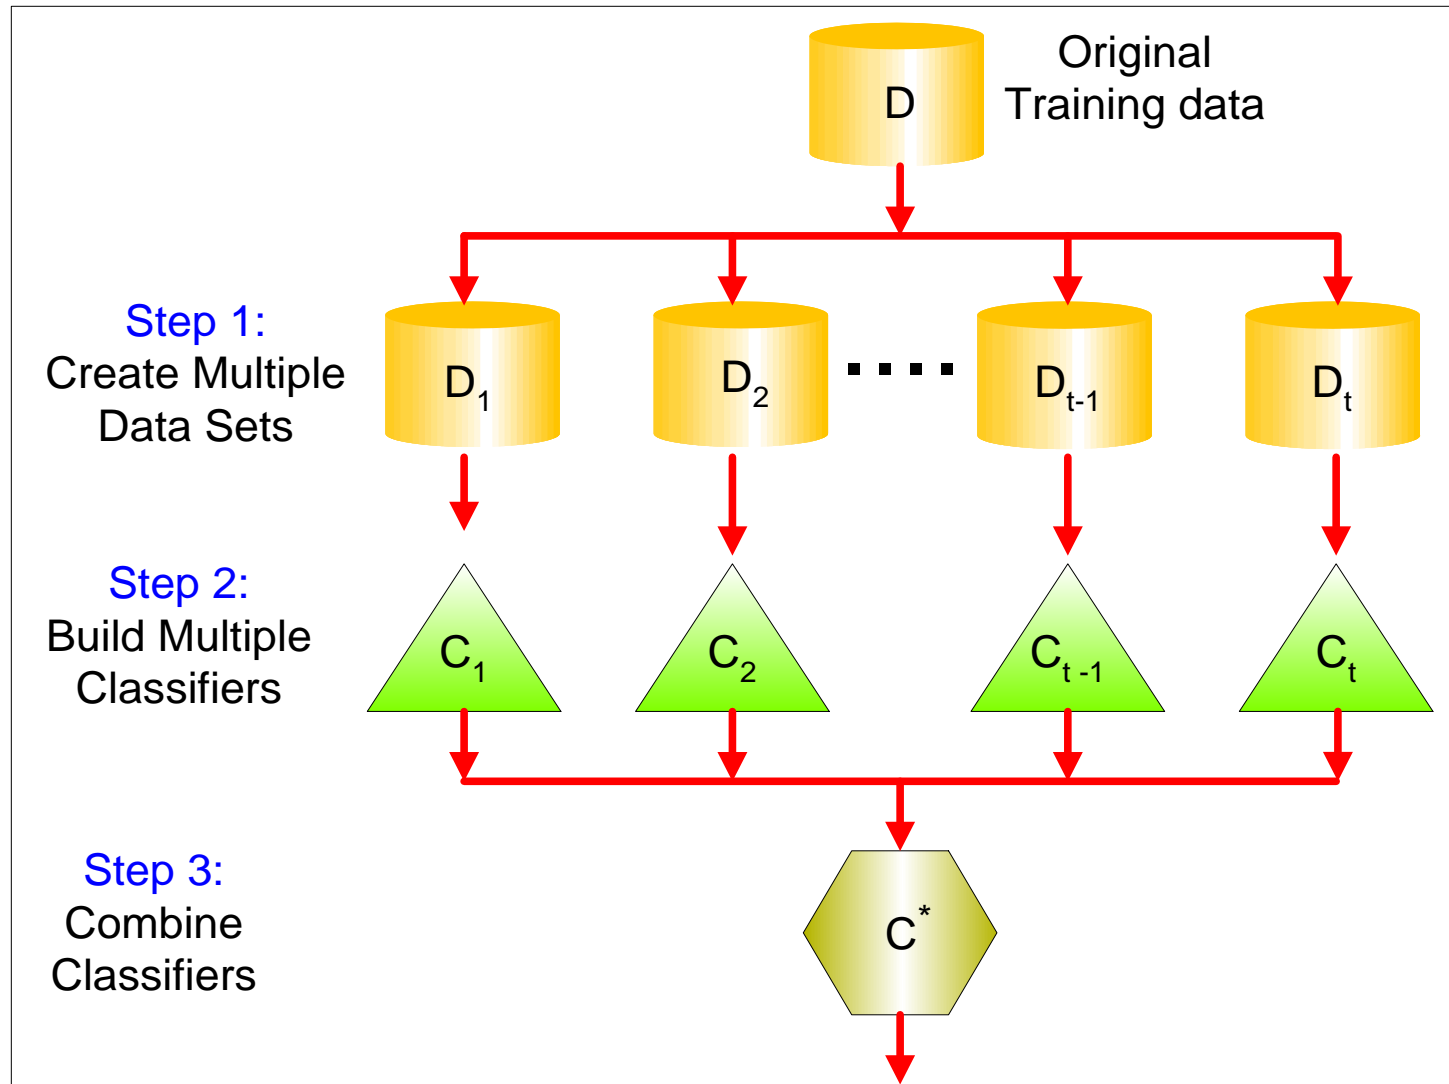 D
Original
Training data
Step 1:
Create Multiple
Data Sets
D1
D2
Dt-1
Dt
Step 2:
Build Multiple
Classifiers
C1
C2
Ct -1
Ct
Step 3:
Combine
Classifiers
C*